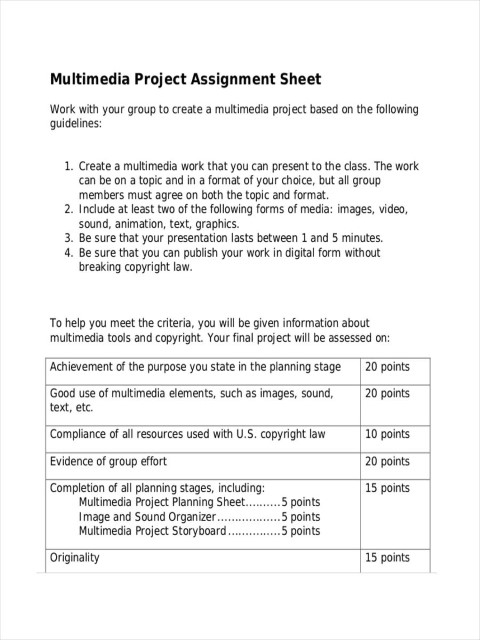 Multimedia Project Assignment Sheet
Work with your group to create a multimedia project based on the following
guidelines:
1. Create a multimedia work that you can present to the class. The work
can be on a topic and in a format of your choice, but all group
members must agree on both the topic and format.
2. Include at least two of the following forms of media: images, video,
sound, animation, text, graphics.
3. Be sure that your presentation lasts between 1 and 5 minutes.
4. Be sure that you can publish your work in digital form without
breaking copyright law.
To help you meet the criteria, you will be given information about
multimedia tools and copyright. Your final project will be assessed on:
Achievement of the purpose you state in the planning stage 20 points
Good use of multimedia elements, such as images, sound, 20 points
text, etc.
Compliance of all resources used with U.S. copyright law 10 points
Evidence of group effort 20 points
Completion of all planning stages, including: 15 points
Multimedia Project Planning Sheet..........5 points
Image and Sound Organizer..................5 points
Multimedia Project Storyboard...............5 points
Originality 15 points